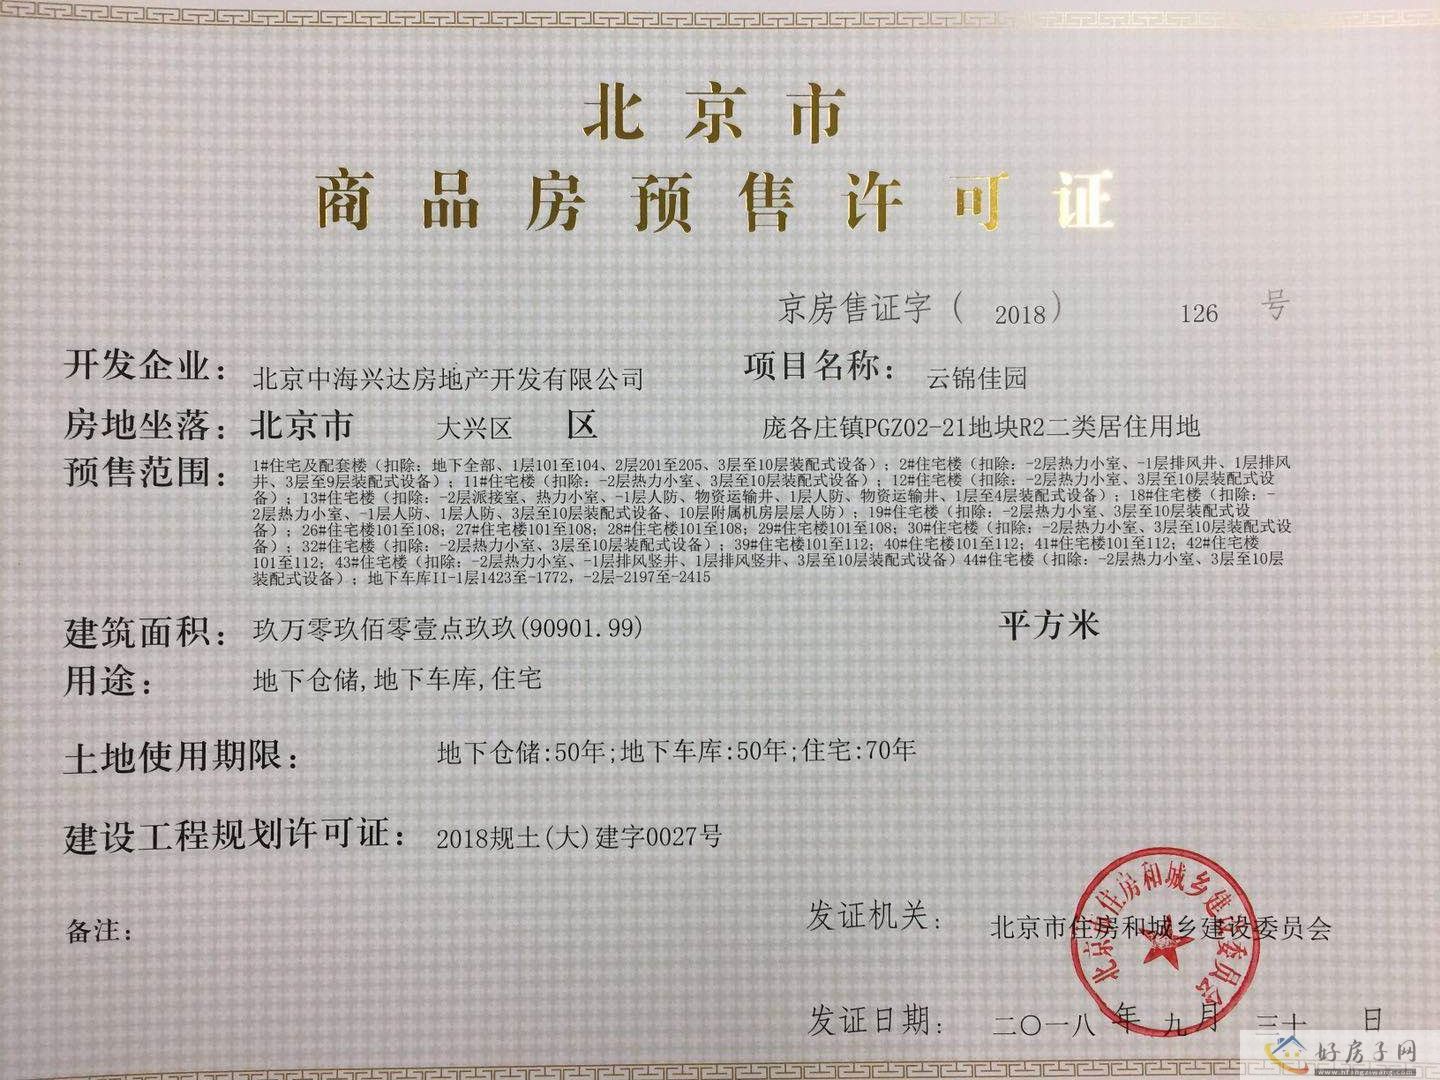 北京市
商品房预售许可证
京房售证字（2018）126号
开发企业：北京中海兴达房地产开发有限公司 项目名称：云锦佳园
房地坐落：北京市 大兴区 区 庞各庄镇PGZ02-21地块R2二类居住用地
预售范围：1#住宅及配套楼（扣除：地下全部、1层101至104、2层201至205、3层至10层装配式设备）；2#住宅楼（扣除：-2层热力小室、-1层排风井、1层排风
井、3层至9层装配式设备）；11#住宅楼（扣除：-2层热力小室、3层至10层装配式设备）；12#住宅楼（扣除：-2层热力小室、3层至10层装配式设
备）；13#住宅楼（扣除：-2层派接室、热力小室、-1层人防、物资运输井、1层人防、物资运输井、1层至4层装配式设备）；18#住宅楼（扣除：-
2层热力小室、-1层人防、1层人防、3层至10层装配式设备、10层附属机房层层人防）；19#住宅楼（扣除：-2层热力小室、3层至10层装配式设
备）；26#住宅楼101至108；27#住宅楼101至108；28#住宅楼101至108；29#住宅楼101至108；30#住宅楼（扣除：-2层热力小室、3层至10层装配式设
备）；32#住宅楼（扣除：-2层热力小室、3层至10层装配式设备）；39#住宅楼101至112；40#住宅楼101至112；41#住宅楼101至112；42#住宅楼
101至112；43#住宅楼（扣除：-2层热力小室、-1层排风竖井、1层排风竖井、3层至10层装配式设备）44#住宅楼（扣除：-2层热力小室、3层至10层
装配式设备）；地下车库II-1层1423至-1772，-2层-2197至-2415
建筑面积：玖万零玖佰零壹点玖玖(90901.99) 平方米
用途：地下仓储,地下车库,住宅
土地使用期限：地下仓储:50年;地下车库:50年;住宅:70年
建设工程规划许可证：2018规土(大)建字0027号
备注：
发证机关：北京市住房和城乡建设委员会
北京市住房和城乡建设委员会
发证日期：二〇一八年九月三十日
好房子网
www.hfangziwang.com